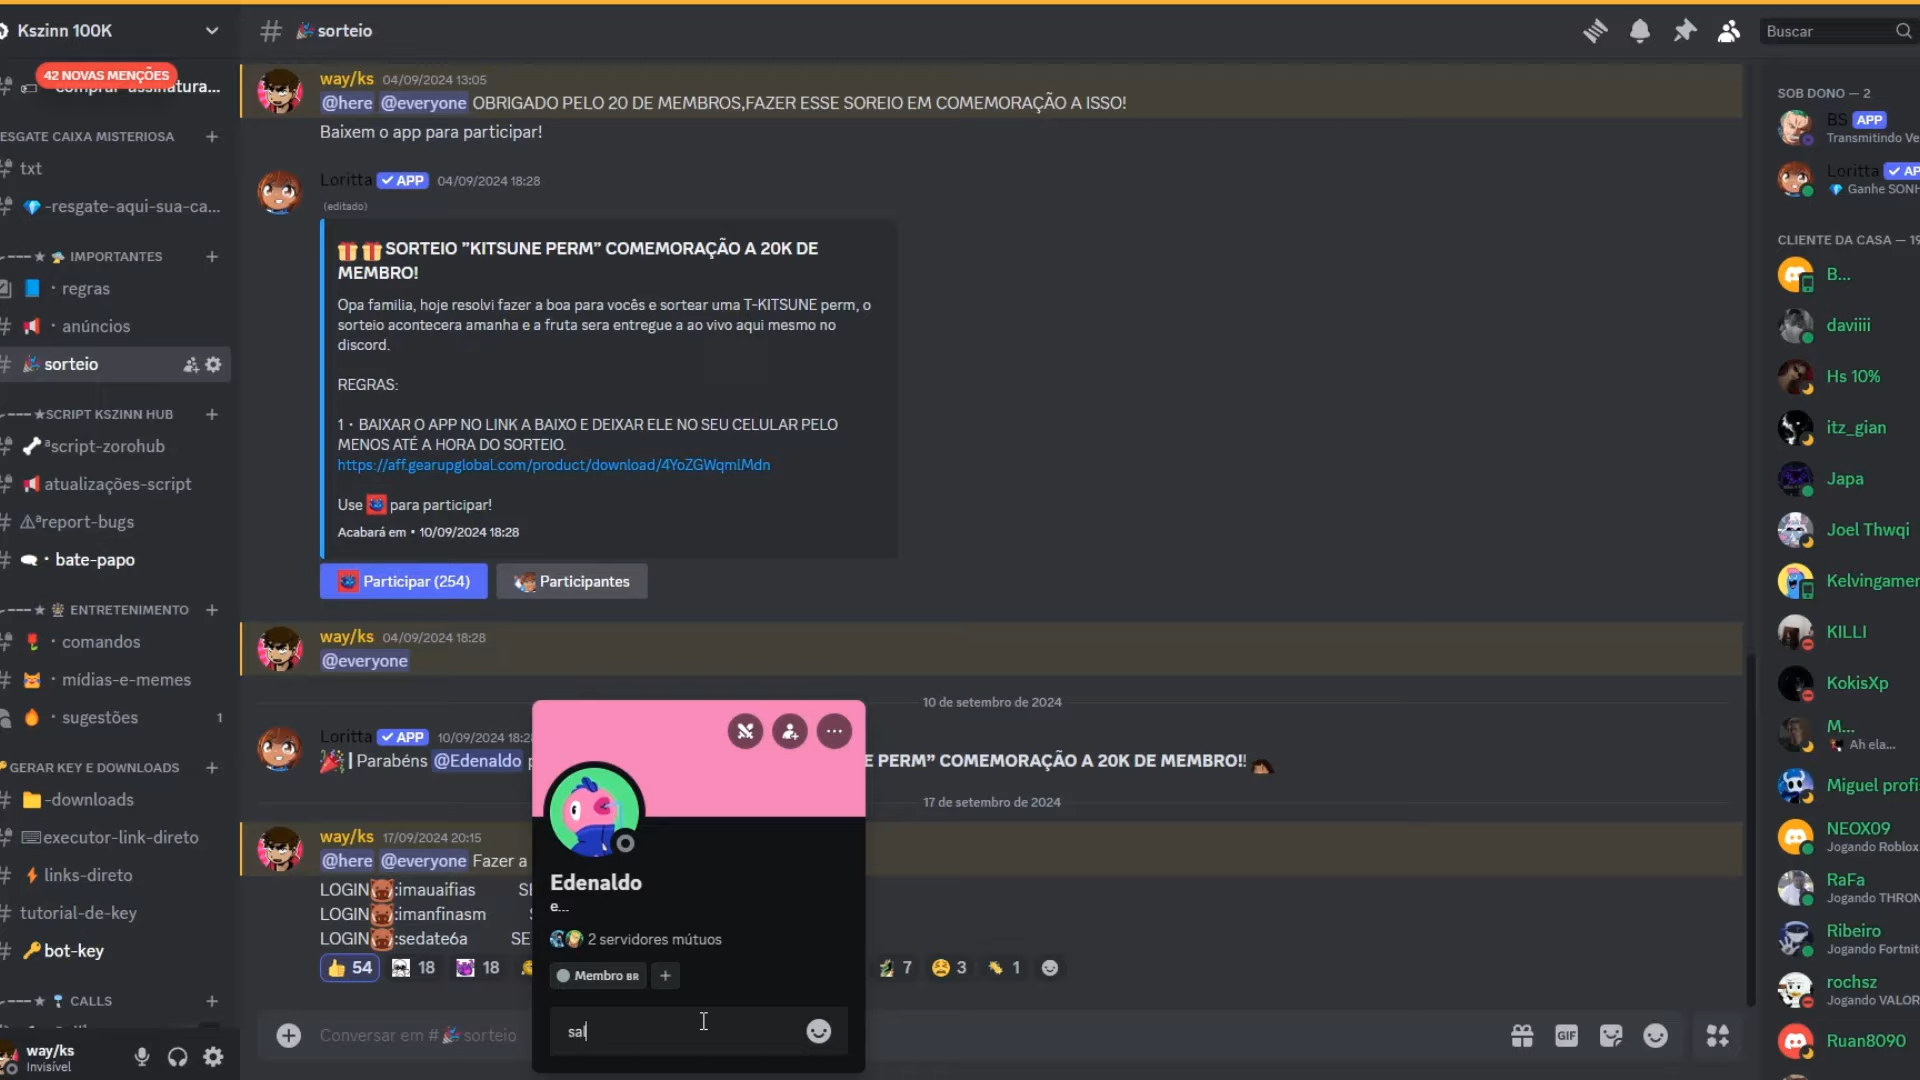 Kszinn 100K
42 NOVAS MENÇÕES
ESGATE CAIXA MISTERIOSA
txt
-resgate-aqui-sua-ca...
IMPORTANTES
regras
anúncios
sorteio
SCRIPT KSZINN HUB
ªscript-zorohub
atualizações-script
ªreport-bugs
bate-papo
ENTRETENIMENTO
comandos
mídias-e-memes
sugestões 1
GERAR KEY E DOWNLOADS
-downloads
executor-link-direto
links-direto
tutorial-de-key
bot-key
CALLS
way/ks
Invisível
# sorteio
Buscar
way/ks 04/09/2024 13:05
@here @everyone OBRIGADO PELO 20 DE MEMBROS,FAZER ESSE SOREIO EM COMEMORAÇÃO A ISSO!
Baixem o app para participar!
Loritta APP 04/09/2024 18:28
(editado)
SORTEIO ”KITSUNE PERM” COMEMORAÇÃO A 20K DE
MEMBRO!
Opa familia, hoje resolvi fazer a boa para vocês e sortear uma T-KITSUNE perm, o
sorteio acontecera amanha e a fruta sera entregue a ao vivo aqui mesmo no
discord.
REGRAS:
1 • BAIXAR O APP NO LINK A BAIXO E DEIXAR ELE NO SEU CELULAR PELO
MENOS ATÉ A HORA DO SORTEIO.
https://aff.gearupglobal.com/product/download/4YoZGWqmlMdn
Use para participar!
Acabará em • 10/09/2024 18:28
Participar (254) Participantes
way/ks 04/09/2024 18:28
@everyone
10 de setembro de 2024
Loritta APP 10/09/2024 18:28
| Parabéns @Edenaldo E PERM” COMEMORAÇÃO A 20K DE MEMBRO!!
17 de setembro de 2024
way/ks 17/09/2024 20:15
@here @everyone Fazer a
LOGIN :imauaifias
LOGIN :imanfinasm
LOGIN :sedate6a SE
54 18 18 7 3 1
Edenaldo
e...
2 servidores mútuos
Membro BR
sal
Conversar em # sorteio
GIF
SOB DONO — 2
BS APP
Transmitindo Ve
Loritta AP
Ganhe SONH
CLIENTE DA CASA — 19
B...
daviiii
Hs 10%
itz_gian
Japa
Joel Thwqi
Kelvingamer
KILLI
KokisXp
M...
Ah ela...
Miguel profi
NEOX09
Jogando Roblox
RaFa
Jogando THRON
Ribeiro
Jogando Fortnit
rochsz
Jogando VALOR
Ruan8090